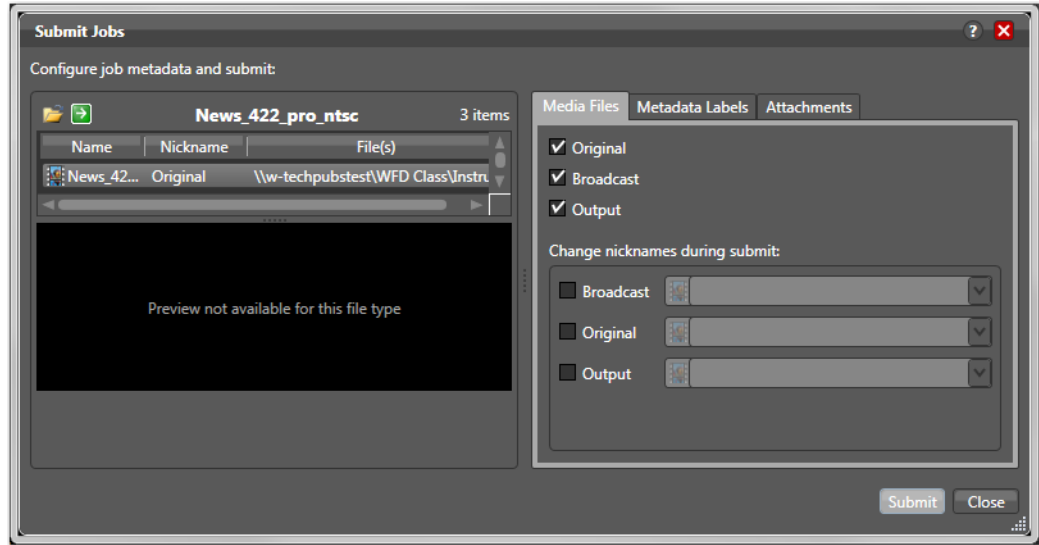 Submit Jobs
?
Configure job metadata and submit:
News_422_pro_ntsc 3 items
Name Nickname File(s)
News_42... Original \\w-techpubstest\WFD Class\Instru
Preview not available for this file type
Media Files Metadata Labels Attachments
Original
Broadcast
Output
Change nicknames during submit:
Broadcast
Original
Output
Submit Close